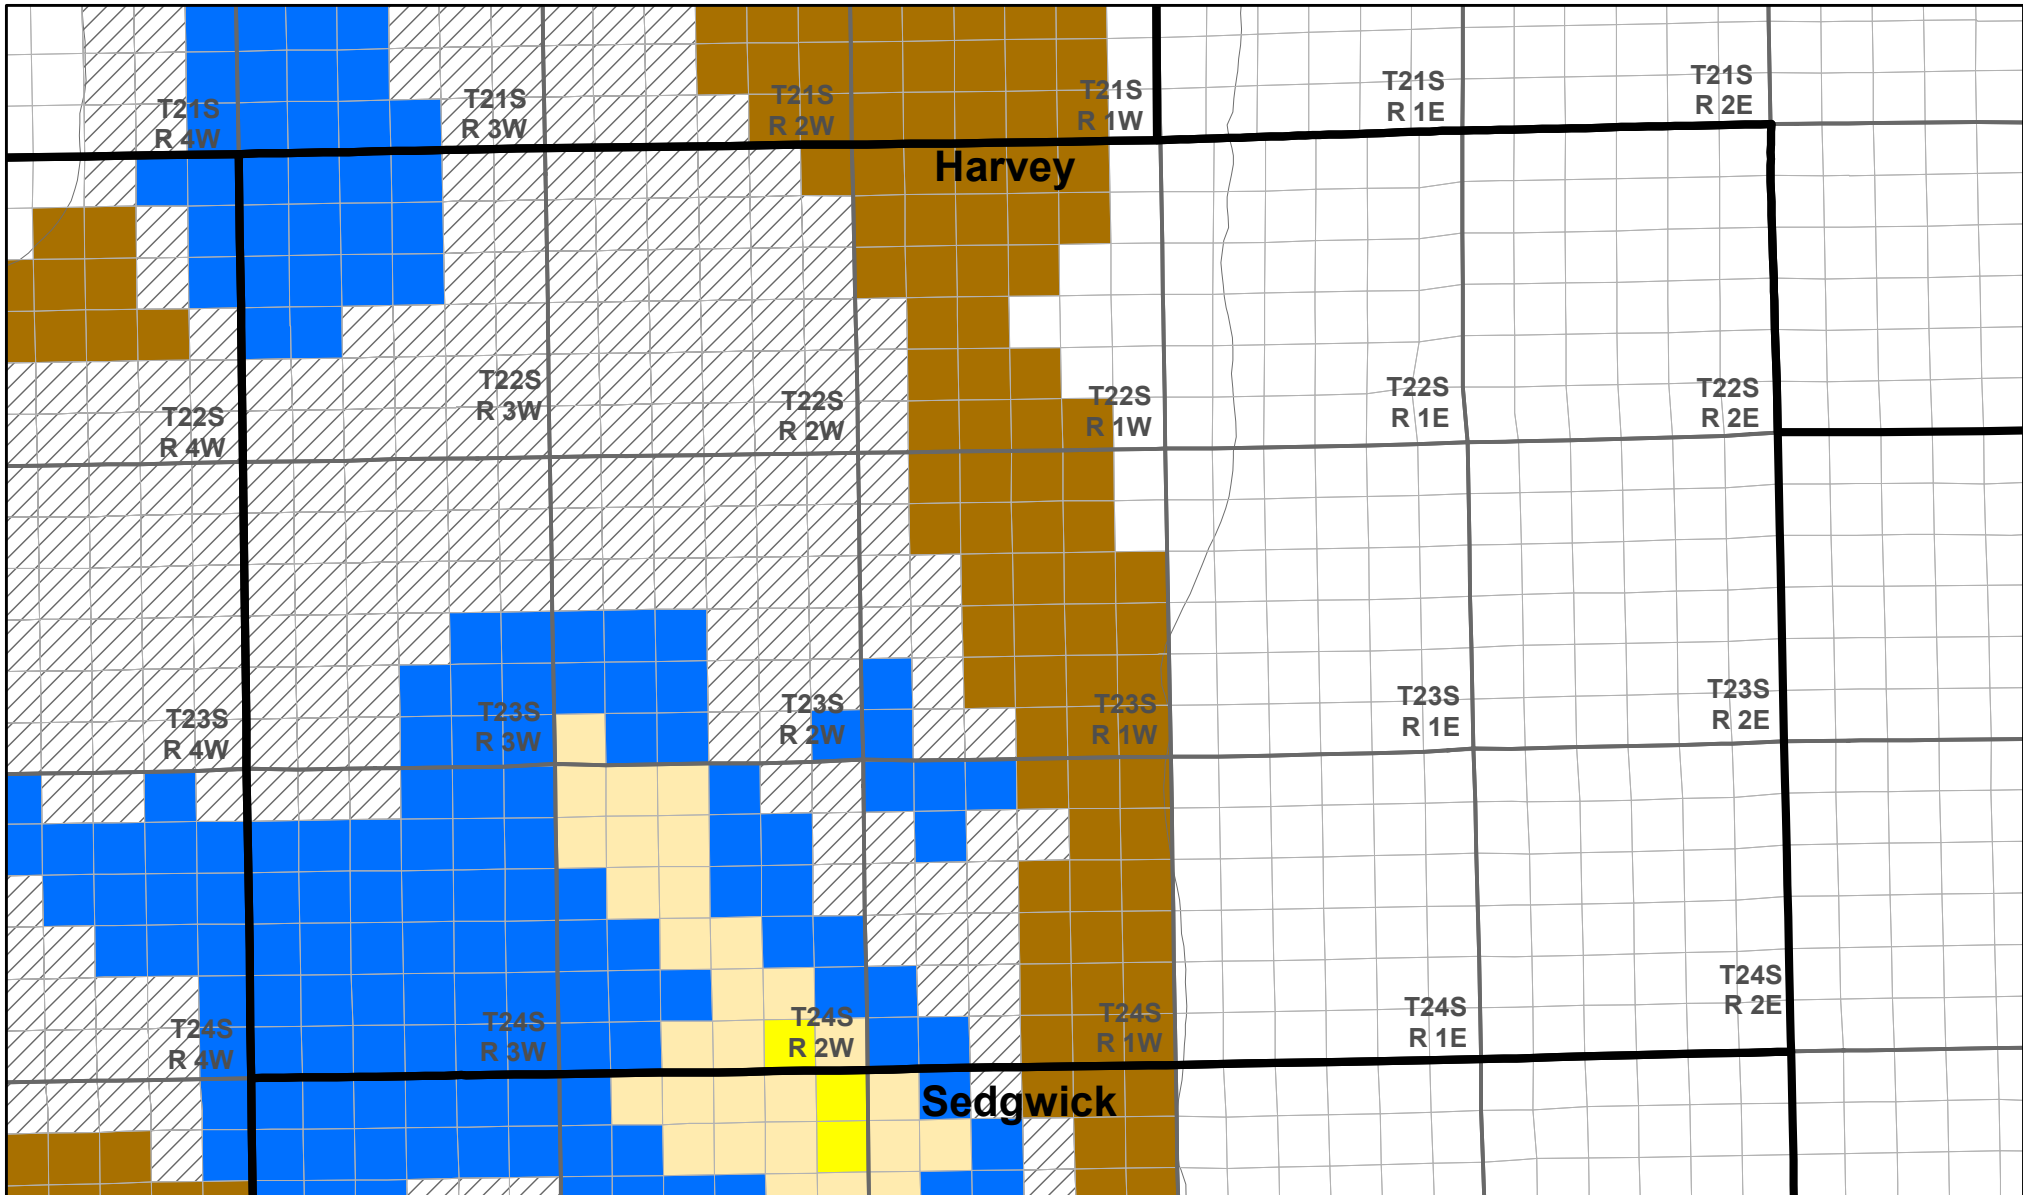 T21S
R 4W
T21S
R 3W
T21S
R 2W
T21S
R 1W
T21S
R 1E
T21S
R 2E
Harvey
T22S
R 4W
T22S
R 3W
T22S
R 2W
T22S
R 1W
T22S
R 1E
T22S
R 2E
T23S
R 4W
T23S
R 3W
T23S
R 2W
T23S
R 1W
T23S
R 1E
T23S
R 2E
T24S
R 4W
T24S
R 3W
T24S
R 2W
T24S
R 1W
T24S
R 1E
T24S
R 2E
Sedgwick